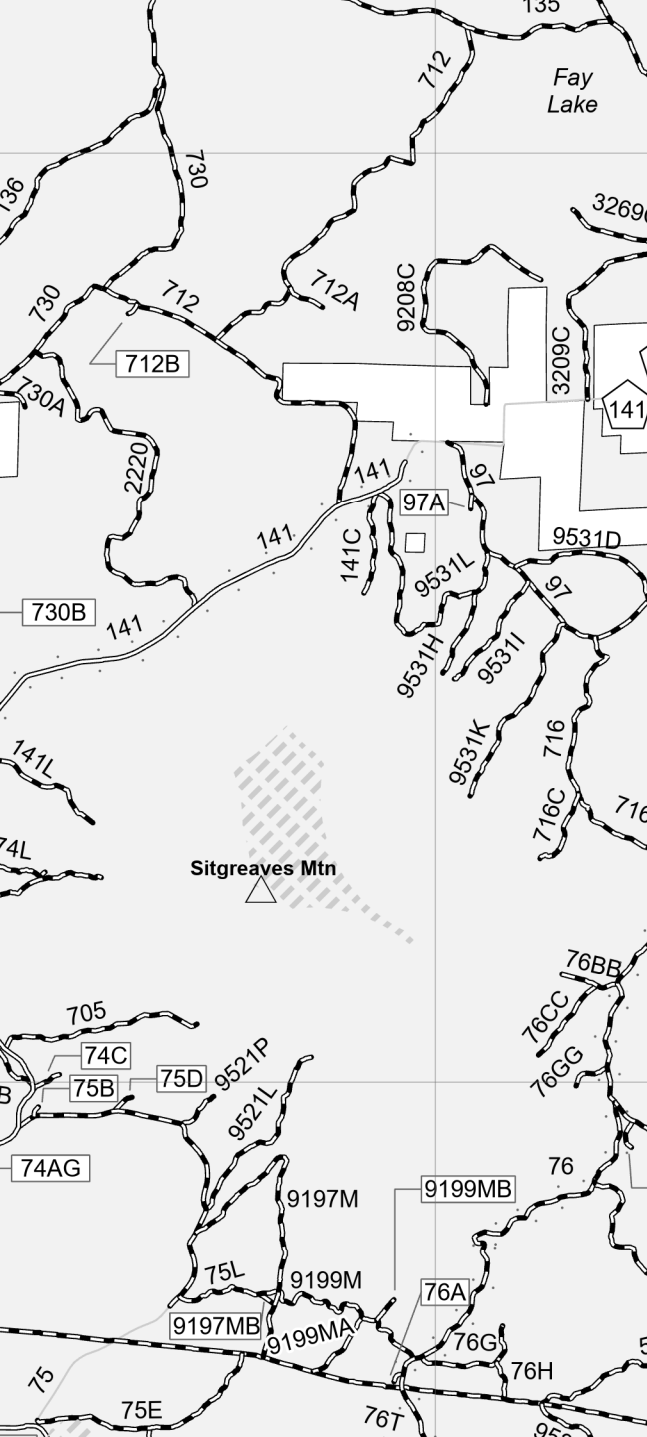 135
712
Fay
Lake
730
136
3269
712A
712
730
9208C
3209C
712B
730A
141
2220
141
97
97A
141
141C
9531D
9531L
97
730B
141
9531H
9531I
716
9531K
141L
716C
716
74L
Sitgreaves Mtn
76BB
705
76CC
74C
75D
9521P
76GG
75B
9521L
74AG
76
9199MB
9197M
75L
9199M
76A
9197MB
9199MA
76G
76H
75
75E
76T